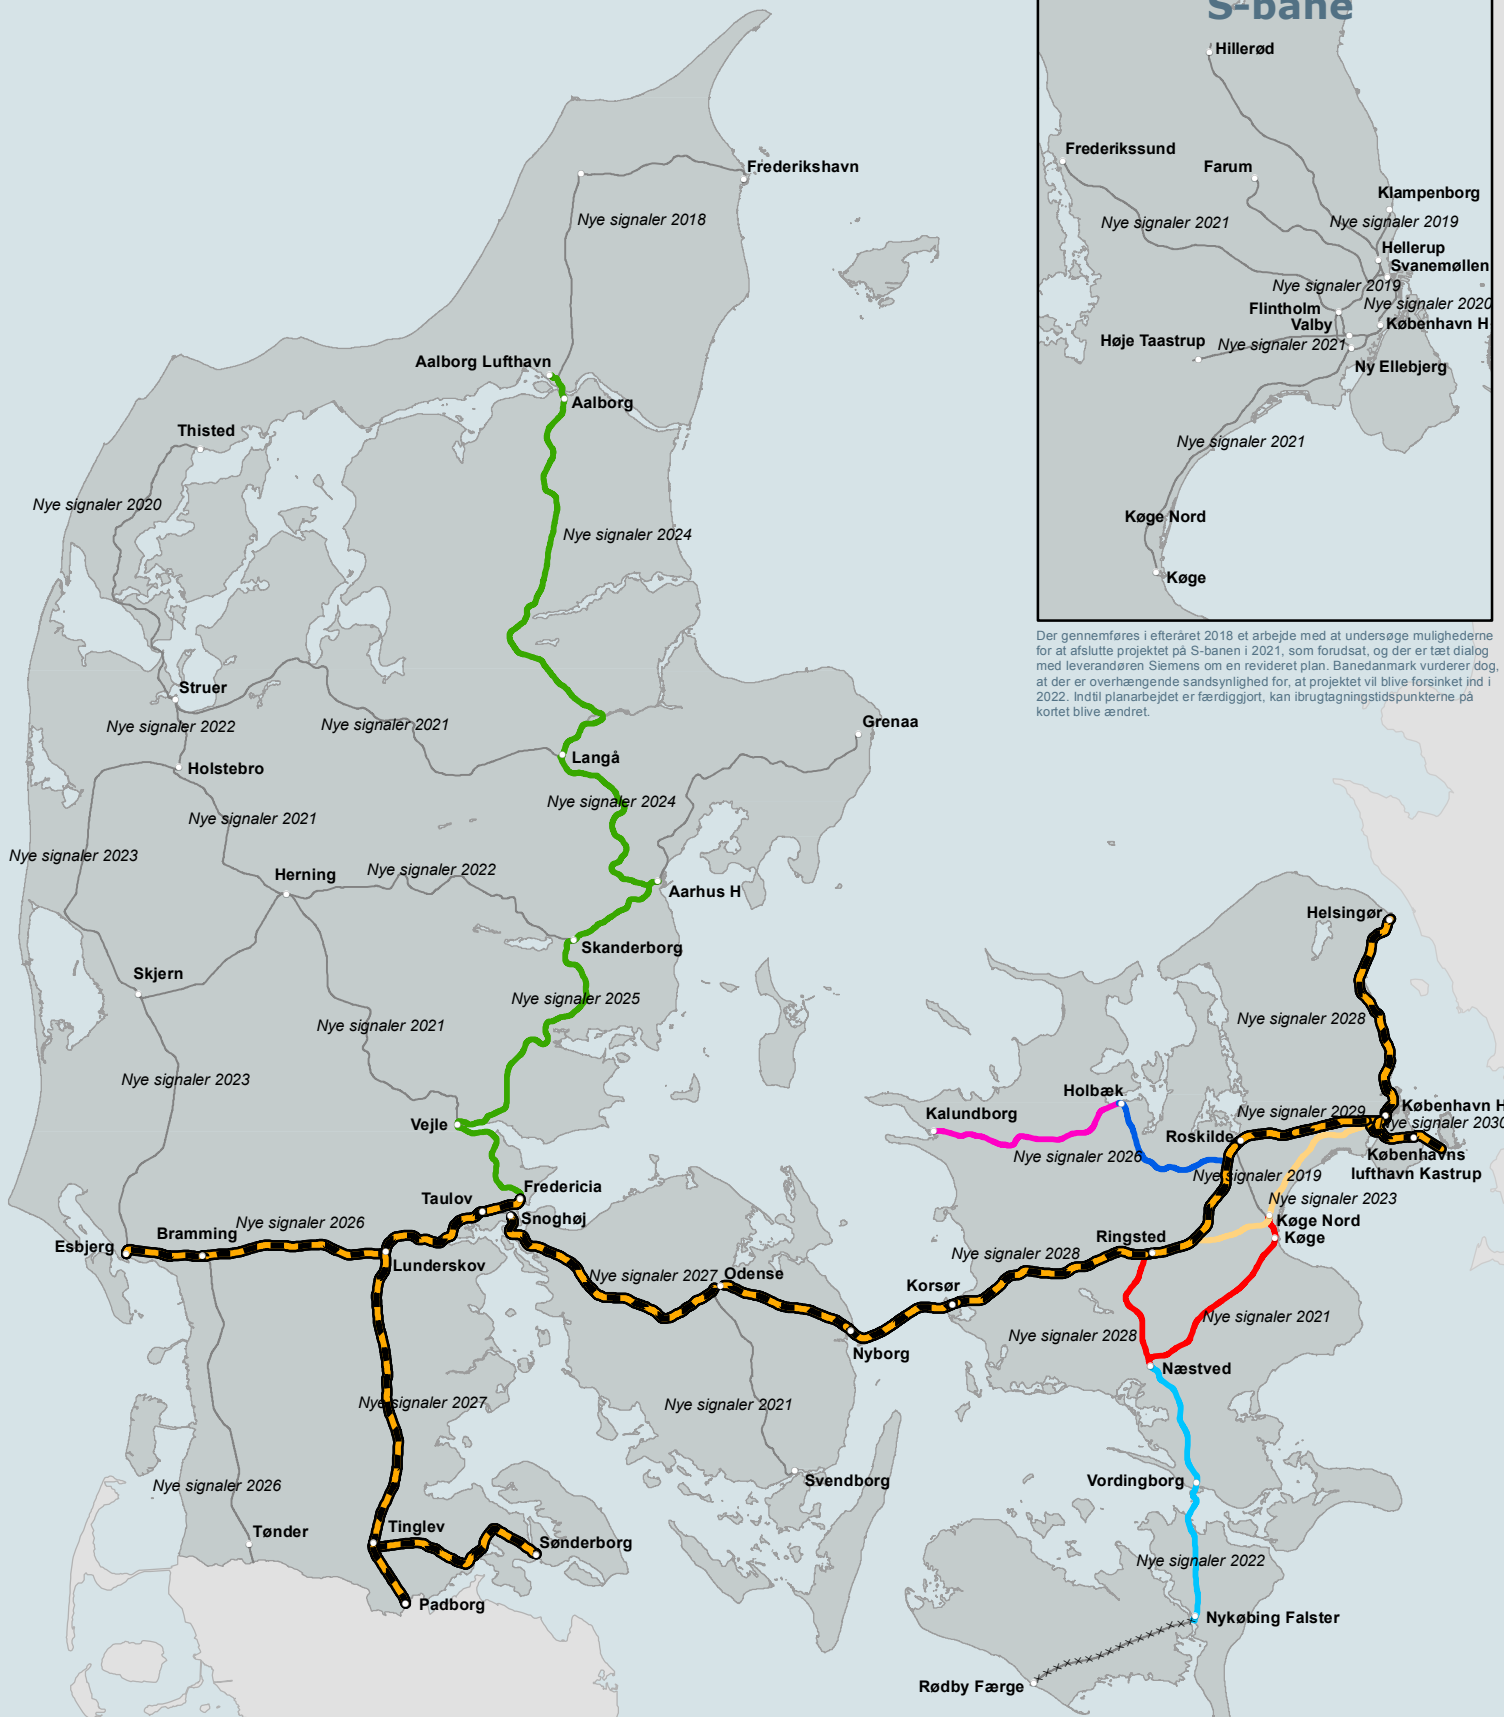 S-bane
Hillerød
Frederikssund
Farum
Klampenborg
Nye signaler 2021
Nye signaler 2019
Hellerup
Svanemøllen
Nye signaler 2019
Nye signaler 2020
Flintholm
Valby
København H
Høje Taastrup
Nye signaler 2021
Ny Ellebjerg
Nye signaler 2021
Køge Nord
Køge
Der gennemføres i efteråret 2018 et arbejde med at undersøge mulighederne
for at afslutte projektet på S-banen i 2021, som forudsat, og der er tæt dialog
med leverandøren Siemens om en revideret plan. Banedanmark vurderer dog,
at der er overhængende sandsynlighed for, at projektet vil blive forsinket ind i
2022. Indtil planarbejdet er færdiggjort, kan ibrugtagningstidspunkterne på
kortet blive ændret.
Frederikshavn
Nye signaler 2018
Aalborg Lufthavn
Aalborg
Thisted
Nye signaler 2020
Nye signaler 2024
Struer
Nye signaler 2022
Nye signaler 2021
Grenaa
Langå
Holstebro
Nye signaler 2024
Nye signaler 2021
Nye signaler 2023
Nye signaler 2022
Herning
Aarhus H
Helsingør
Skanderborg
Skjern
Nye signaler 2025
Nye signaler 2028
Nye signaler 2021
Nye signaler 2023
Holbæk
Kalundborg
Nye signaler 2029
København H
Nye signaler 2030
Vejle
Roskilde
Nye signaler 2026
Københavns
lufthavn Kastrup
Nye signaler 2019
Fredericia
Taulov
Nye signaler 2023
Snoghøj
Køge Nord
Nye signaler 2026
Bramming
Esbjerg
Ringsted
Køge
Nye signaler 2028
Lunderskov
Nye signaler 2027
Odense
Korsør
Nye signaler 2021
Nye signaler 2028
Nyborg
Næstved
Nye signaler 2027
Nye signaler 2021
Svendborg
Vordingborg
Nye signaler 2026
Tønder
Tinglev
Sønderborg
Nye signaler 2022
Padborg
Nykøbing Falster
Rødby Færge